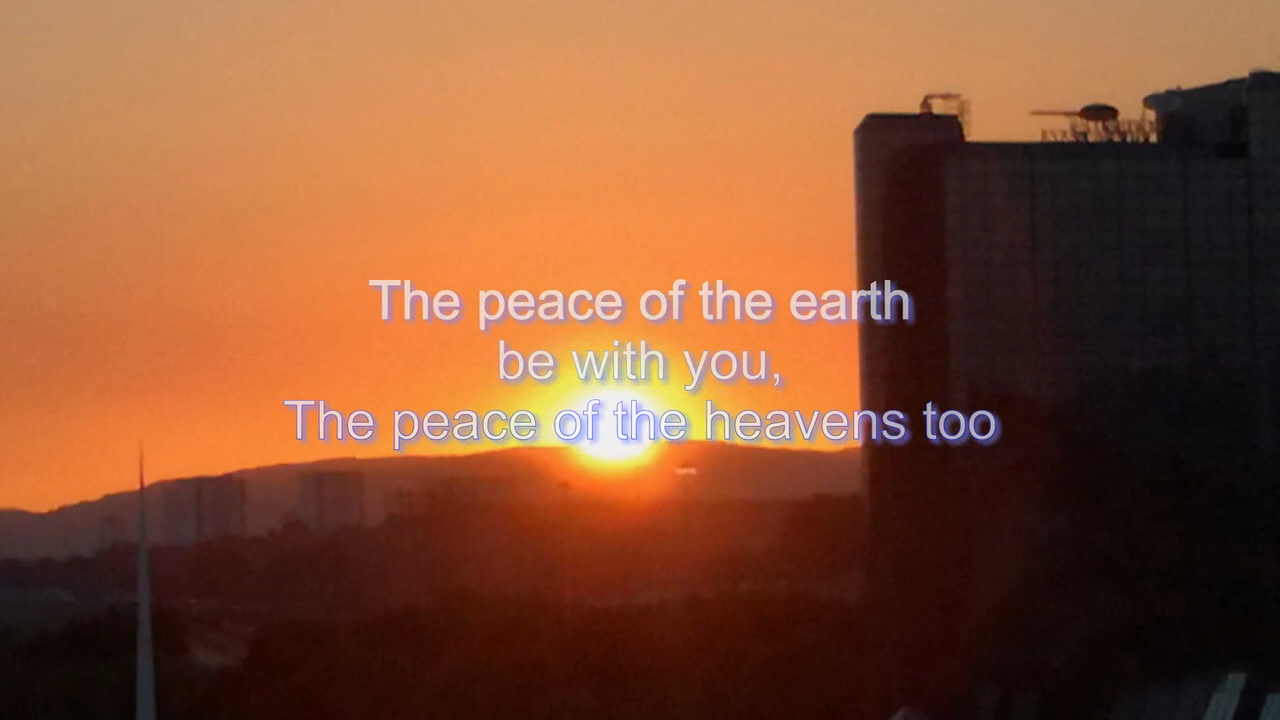 The peace of the earth
be with you,
The peace of the heavens too